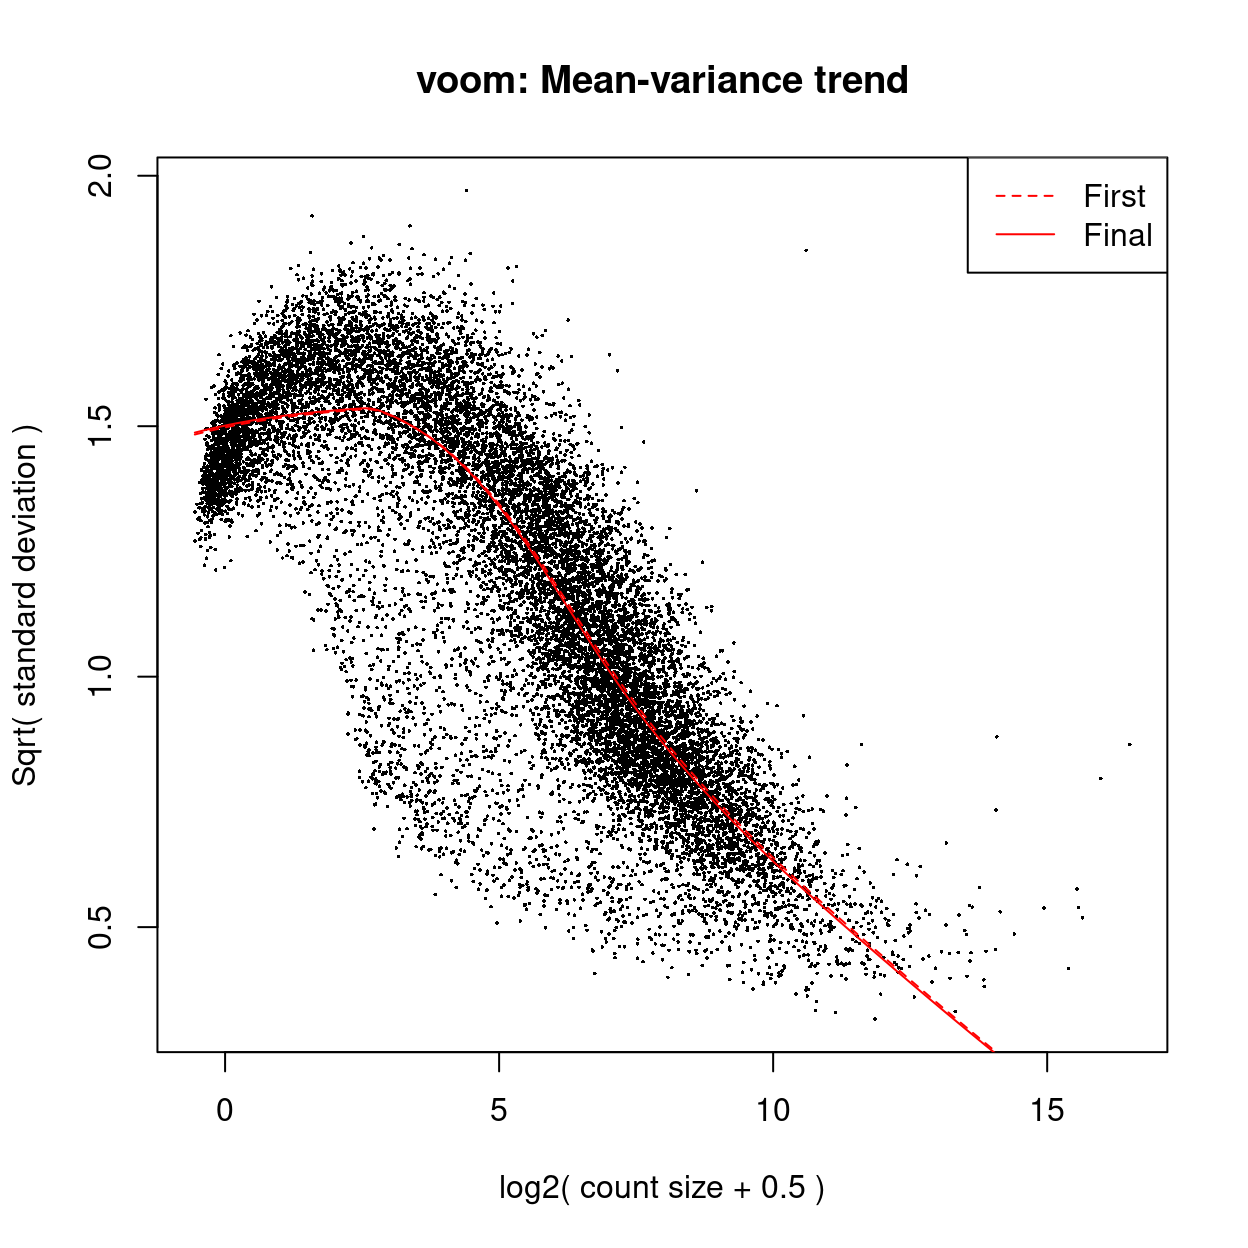 voom: Mean-variance trend
First
Final
Sqrt( standard deviation )
2.0
1.5
1.0
0.5
0
5
10
15
log2( count size + 0.5 )